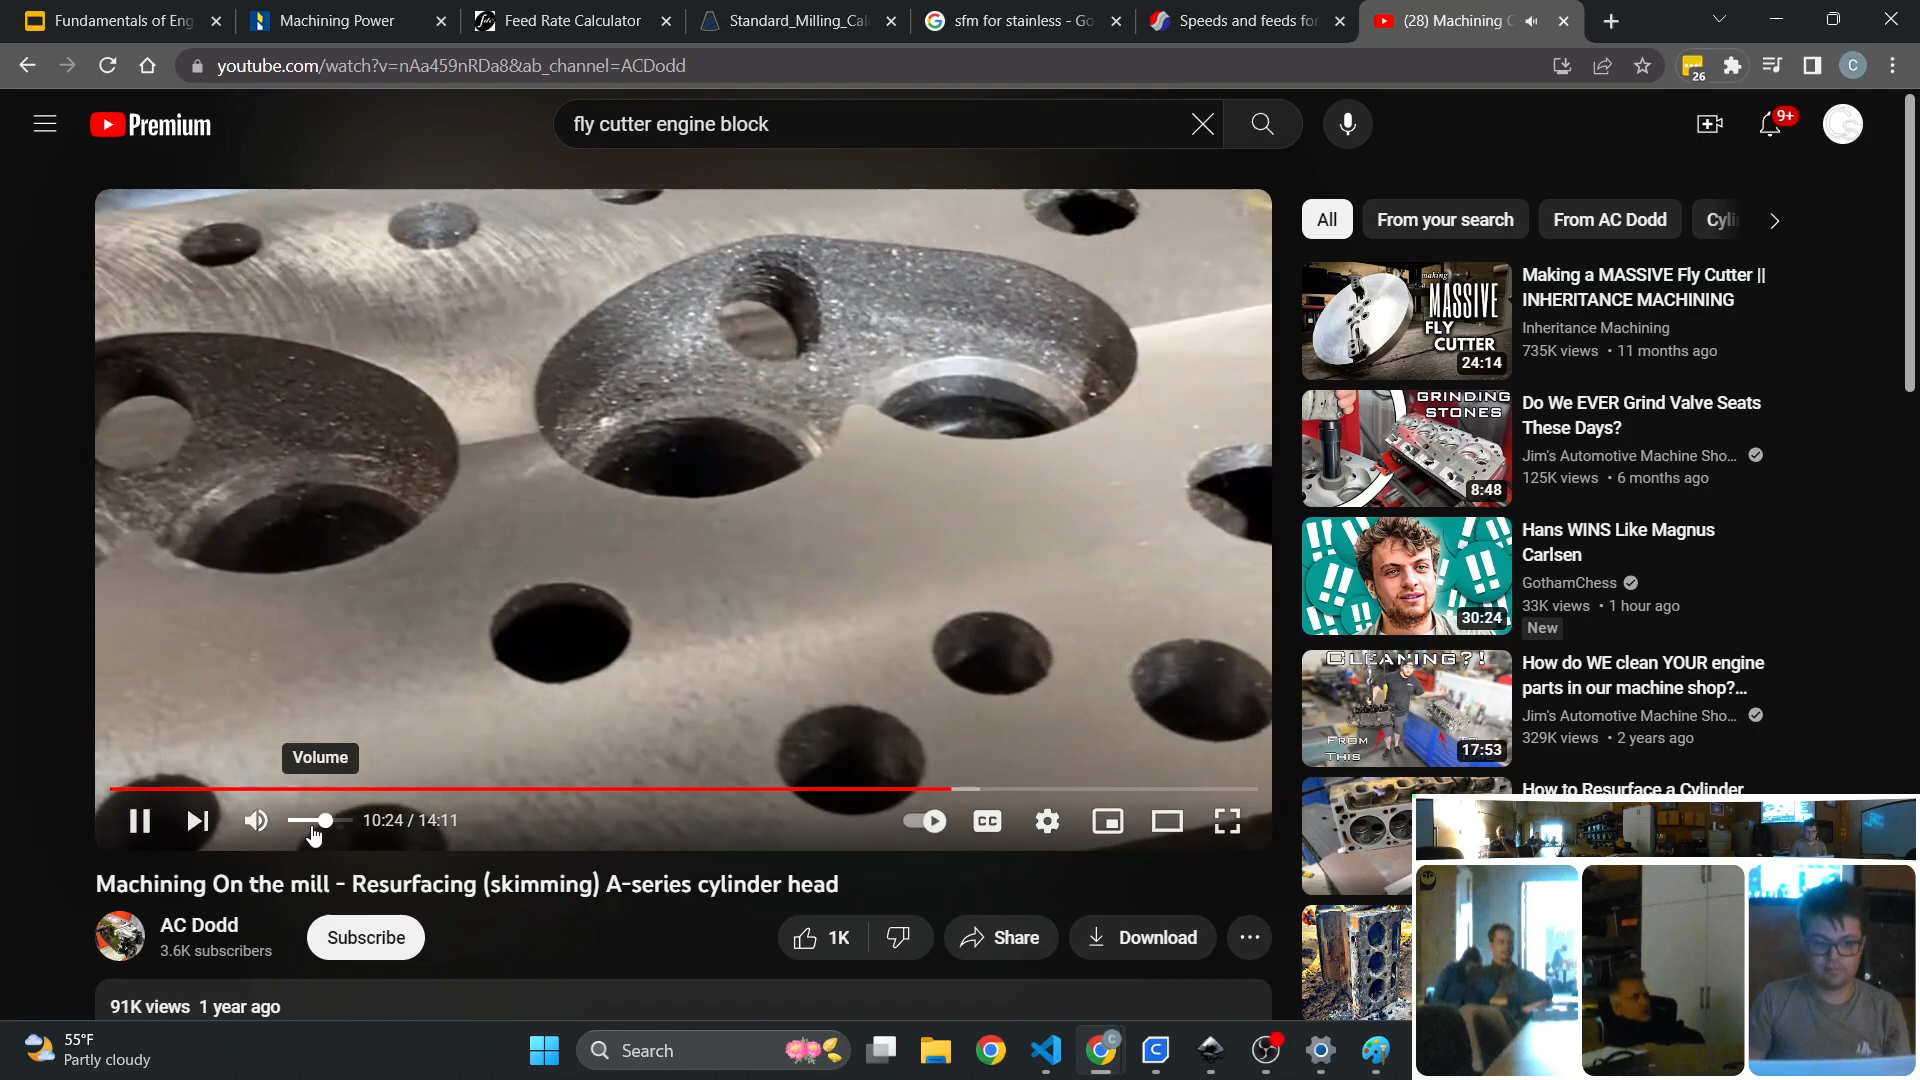 Fundamentals of Eng
Machining Power
Feed Rate Calculator
Standard_Milling_Cal
sfm for stainless - Go
Speeds and feeds for
(28) Machining
youtube.com/watch?v=nAa459nRDa8&ab_channel=ACDodd
26
C
Premium
fly cutter engine block
9+
All
From your search
From AC Dodd
Cyli
making
a MASSIVE
FLY
CUTTER
24:14
Making a MASSIVE Fly Cutter ||
INHERITANCE MACHINING
Inheritance Machining
735K views • 11 months ago
GRINDING
STONES
8:48
Do We EVER Grind Valve Seats
These Days?
Jim's Automotive Machine Sho...
125K views • 6 months ago
!!
30:24
Hans WINS Like Magnus
Carlsen
GothamChess
33K views • 1 hour ago
New
CLEANING?!
FROM
THIS
TO
17:53
How do WE clean YOUR engine
parts in our machine shop?...
Jim's Automotive Machine Sho...
329K views • 2 years ago
How to Resurface a Cylinder
Volume
10:24 / 14:11
CC
Machining On the mill - Resurfacing (skimming) A-series cylinder head
AC Dodd
3.6K subscribers
Subscribe
1K
Share
Download
91K views 1 year ago
55°F
Partly cloudy
Search